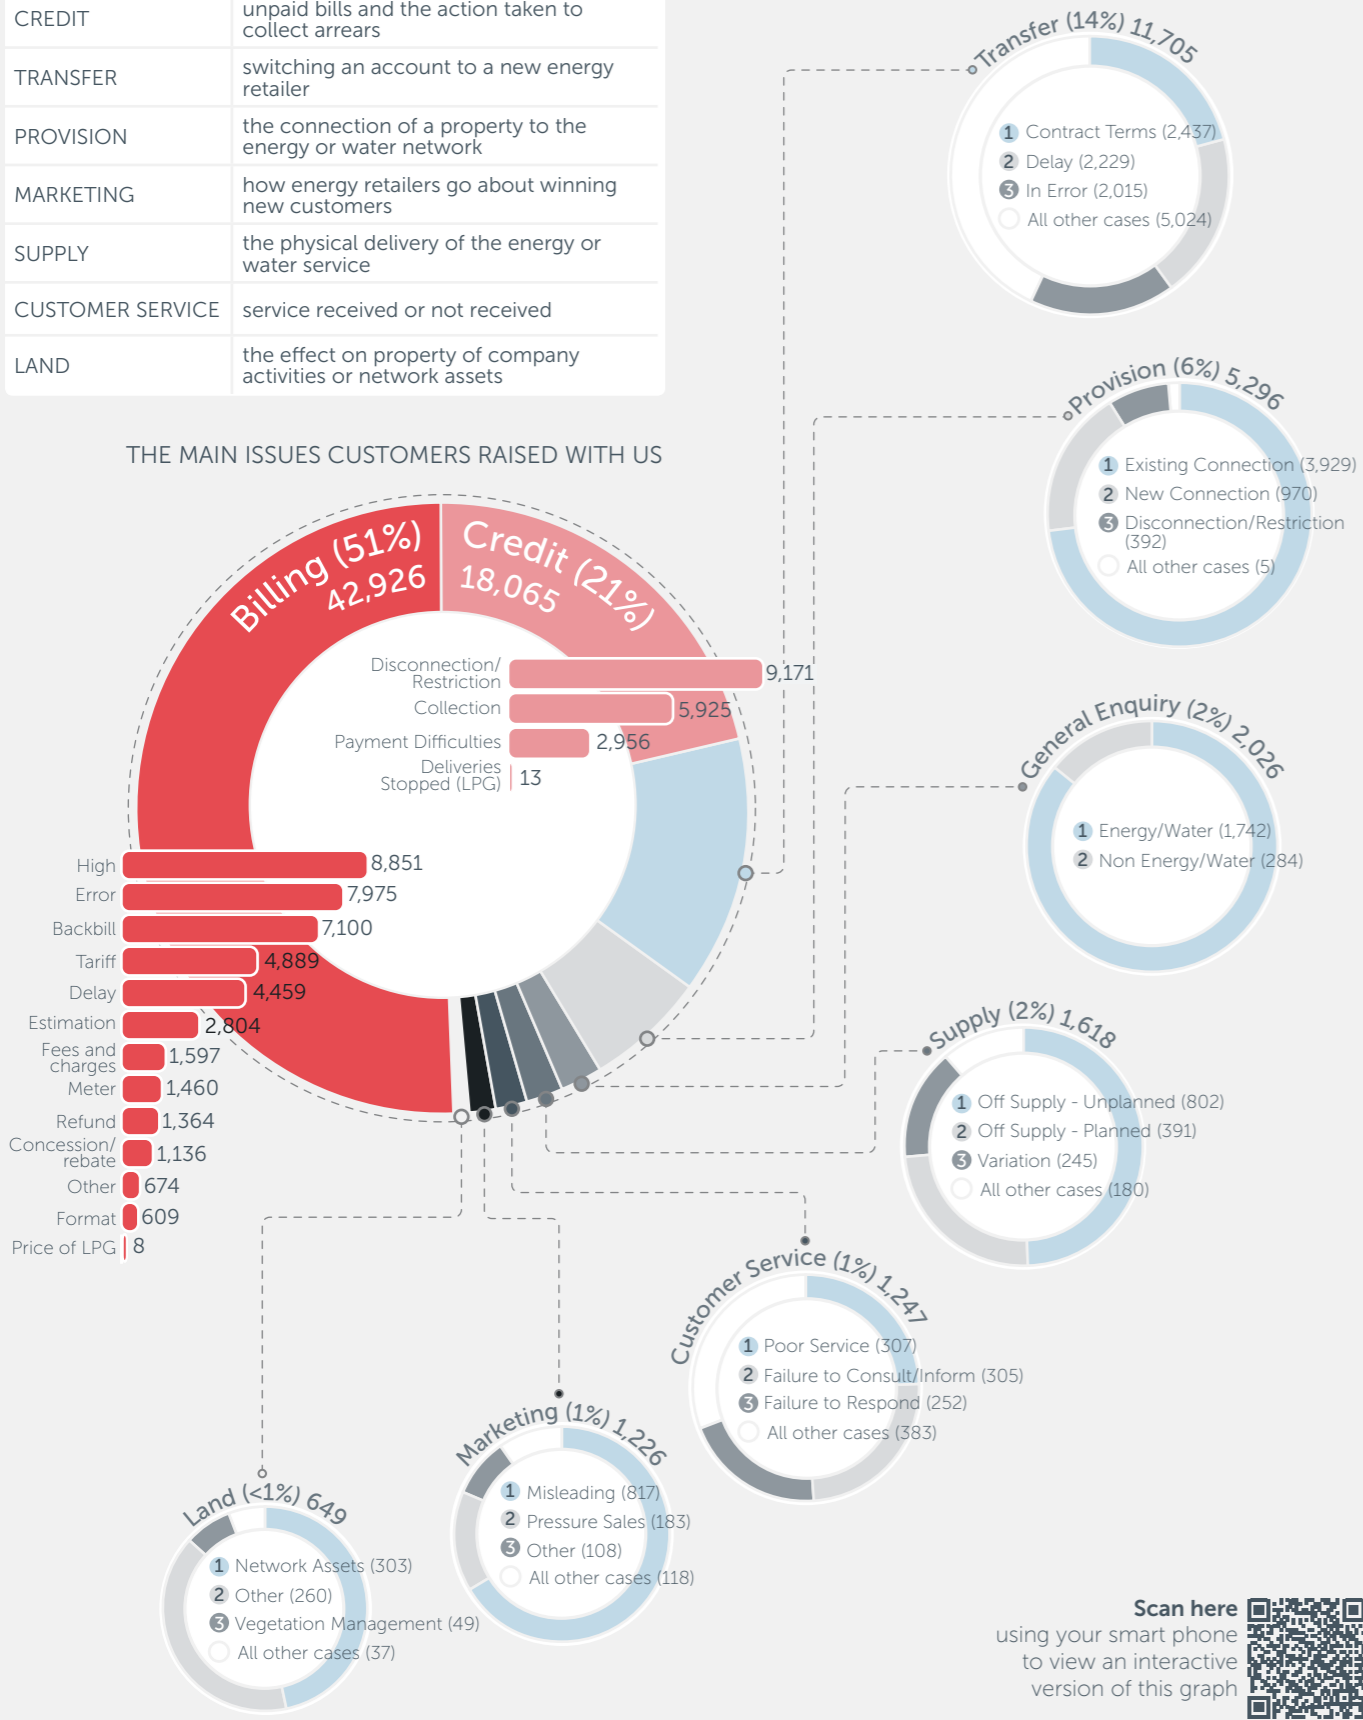 CREDIT
unpaid bills and the action taken to
collect arrears
TRANSFER
switching an account to a new energy
retailer
PROVISION
the connection of a property to the
energy or water network
MARKETING
how energy retailers go about winning
new customers
SUPPLY
the physical delivery of the energy or
water service
CUSTOMER SERVICE
service received or not received
LAND
the effect on property of company
activities or network assets
THE MAIN ISSUES CUSTOMERS RAISED WITH US
Billing (51%)
42,926
Credit (21%)
18,065
Disconnection/
Restriction
9,171
Collection
5,925
Payment Difficulties
2,956
Deliveries
Stopped (LPG)
13
High
8,851
Error
7,975
Backbill
7,100
Tariff
4,889
Delay
4,459
Estimation
2,804
Fees and
charges
1,597
Meter
1,460
Refund
1,364
Concession/
rebate
1,136
Other
674
Format
609
Price of LPG
8
Transfer (14%) 11,705
1 Contract Terms (2,437)
2 Delay (2,229)
3 In Error (2,015)
All other cases (5,024)
Provision (6%) 5,296
1 Existing Connection (3,929)
2 New Connection (970)
3 Disconnection/Restriction
(392)
All other cases (5)
General Enquiry (2%) 2,026
1 Energy/Water (1,742)
2 Non Energy/Water (284)
Supply (2%) 1,618
1 Off Supply - Unplanned (802)
2 Off Supply - Planned (391)
3 Variation (245)
All other cases (180)
Customer Service (1%) 1,247
1 Poor Service (307)
2 Failure to Consult/Inform (305)
3 Failure to Respond (252)
All other cases (383)
Marketing (1%) 1,226
1 Misleading (817)
2 Pressure Sales (183)
3 Other (108)
All other cases (118)
Land (<1%) 649
1 Network Assets (303)
2 Other (260)
3 Vegetation Management (49)
All other cases (37)
Scan here
using your smart phone
to view an interactive
version of this graph